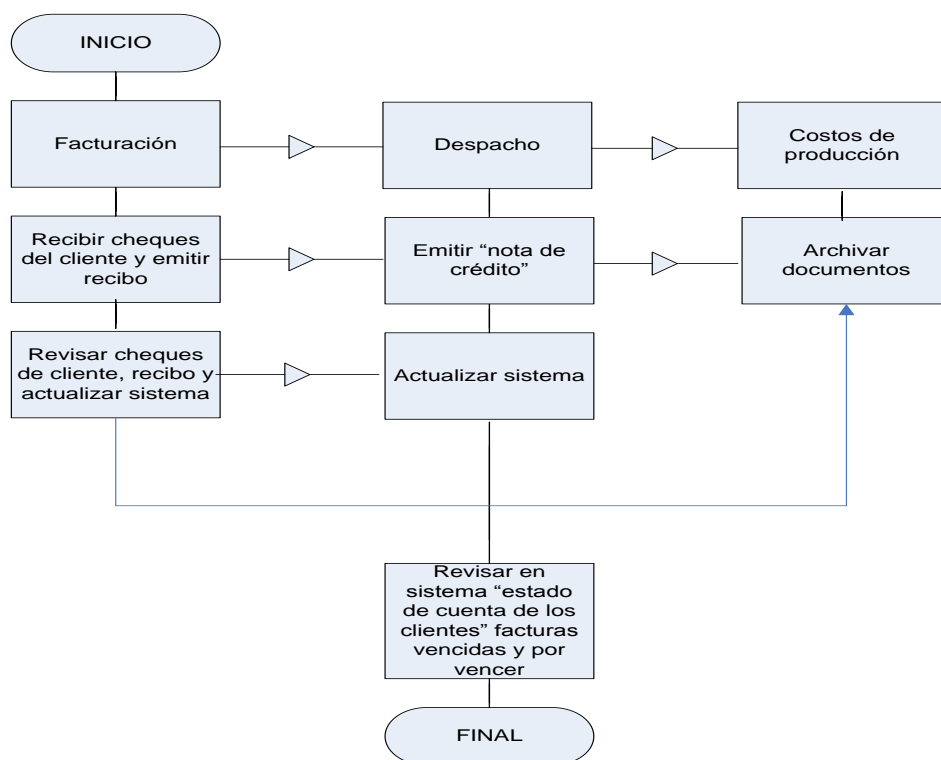 INICIO
Facturación
Despacho
Costos de
producción
Recibir cheques
del cliente y emitir
recibo
Emitir “nota de
crédito”
Archivar
documentos
Revisar cheques
de cliente, recibo y
actualizar sistema
Actualizar sistema
Revisar en
sistema “estado
de cuenta de los
clientes” facturas
vencidas y por
vencer
FINAL